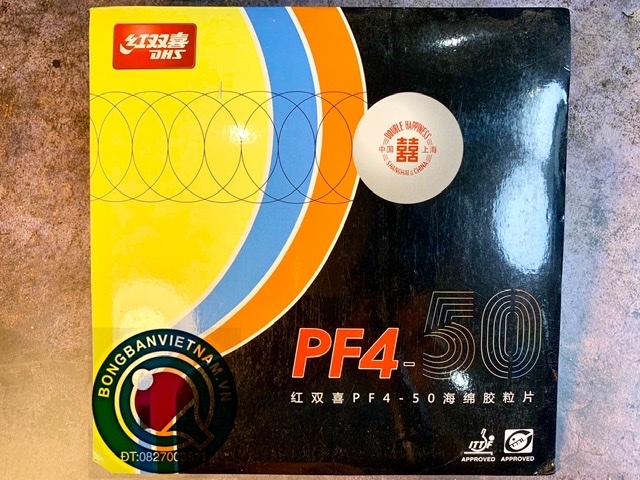 红双喜
DHS
DOUBLE HAPPINESS
中国 囍 上海
SHANGHAI CHINA
PF4-50
红双喜PF4-50海绵胶粒片
BONGBANVIETNAM.VN
ITTF
APPROVED APPROVED